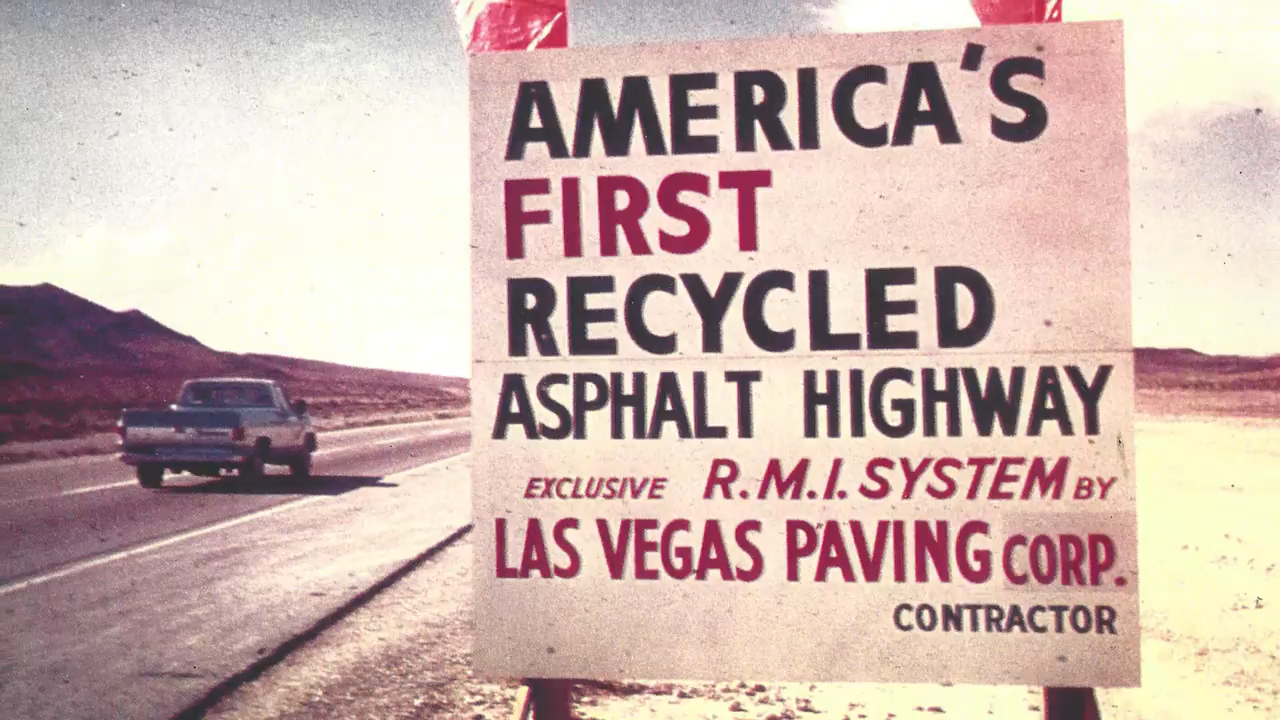 AMERICA'S
FIRST
RECYCLED
ASPHALT HIGHWAY
EXCLUSIVE R.M.I. SYSTEM BY
LAS VEGAS PAVING CORP.
CONTRACTOR